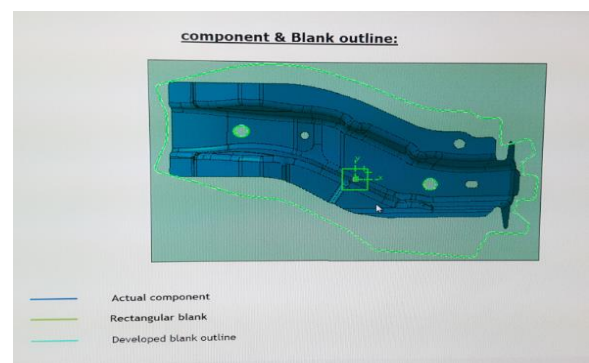 component & Blank outline:
Actual component
Rectangular blank
Developed blank outline